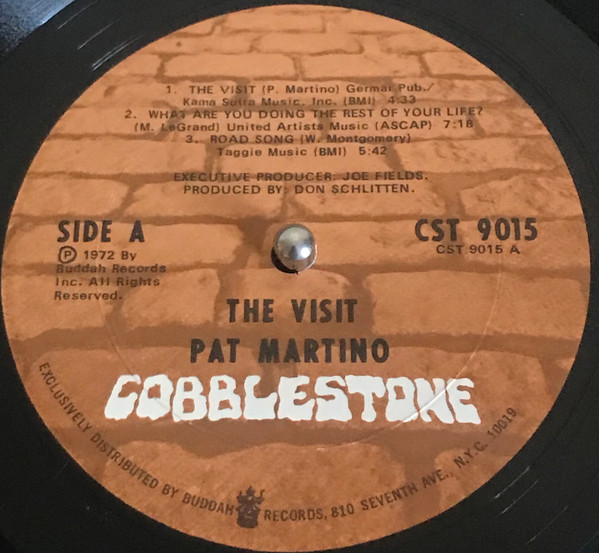 1. THE VISIT (P. Martino) Germar Pub./
Kama Sutra Music, Inc. (BMI) 4:33
2. WHAT ARE YOU DOING THE REST OF YOUR LIFE?
(M. LeGrand) United Artists Music (ASCAP) 7:18
3. ROAD SONG (W. Montgomery)
Taggie Music (BMI) 5:42
EXECUTIVE PRODUCER: JOE FIELDS.
PRODUCED BY: DON SCHLITTEN.
SIDE A
Ⓟ 1972 By
Buddah Records
Inc. All Rights
Reserved.
CST 9015
CST 9015 A
THE VISIT
PAT MARTINO
COBBLESTONE
EXCLUSIVELY DISTRIBUTED BY BUDDAH RECORDS, 810 SEVENTH AVE., N.Y.C. 10019